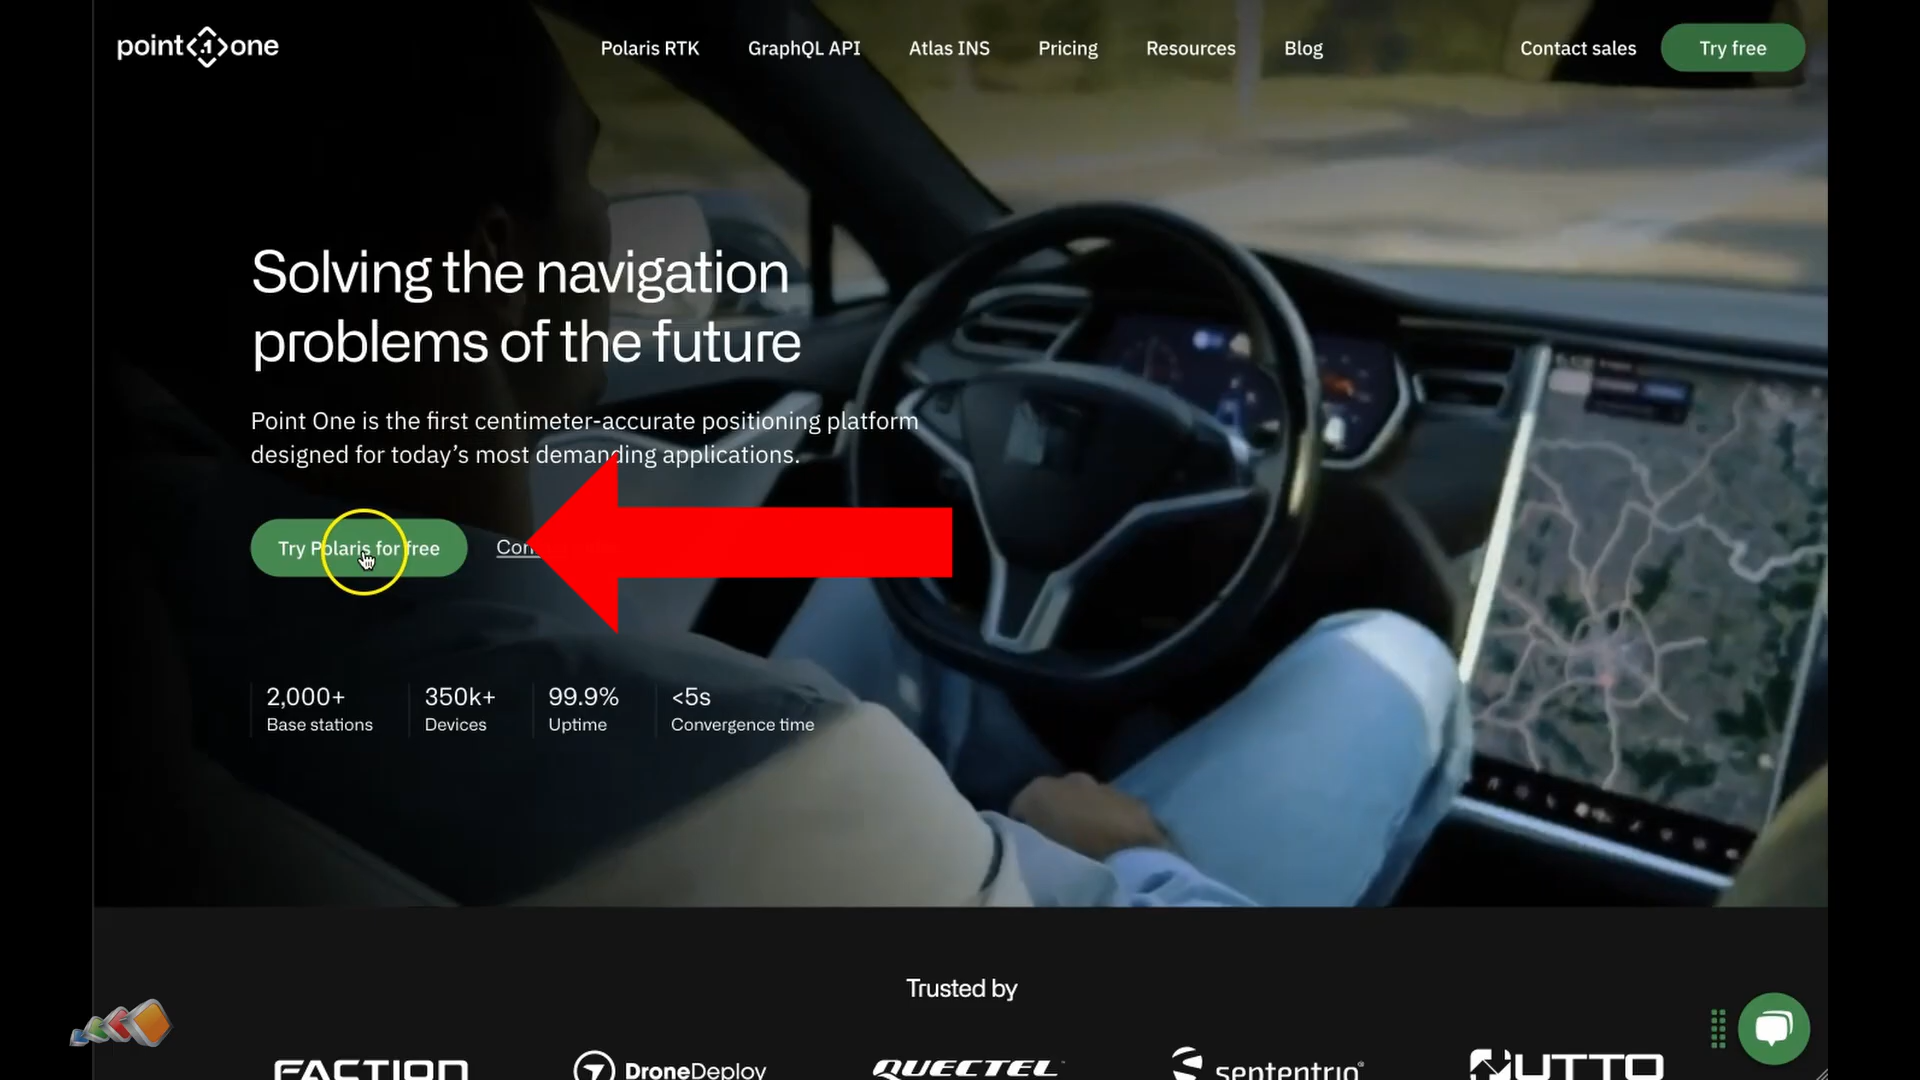 point one
Polaris RTK
GraphQL API
Atlas INS
Pricing
Resources
Blog
Contact sales
Try free
Solving the navigation
problems of the future
Point One is the first centimeter-accurate positioning platform
designed for today’s most demanding applications.
Try Polaris for free
2,000+
Base stations
350k+
Devices
99.9%
Uptime
<5s
Convergence time
Trusted by
FACTION
DroneDeploy
QUECTEL
septentrio
HUTTO